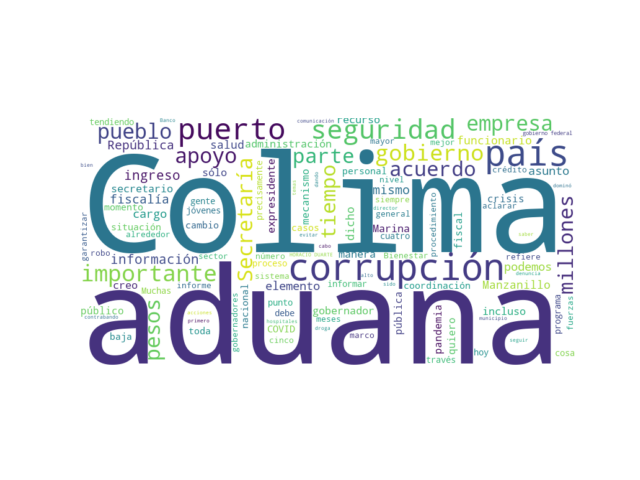 tendiendo
Banco
comunicación
recurso
gobierno federal
pueblo
puerto
seguridad
empresa
República
salud
administración
mayor
mejor
funcionario
bien
apoyo
parte
gobierno
país
ingreso
sólo
precisamente
expresidente
mecanismo
tiempo
personal
nivel
acuerdo
crédito
asunto
Colima
secretario
fiscalía
gente
jóvenes
Secretaría
dicho
mismo
siempre
Marina
general
director
procedimiento
fiscal
crisis
aclarar
denuncia
momento
cargo
situación
cambio
casos
evitar
cuatro
saber
millones
garantizar
alrededor
robo
información
sector
número
proceso
cabo
manera
Bienestar
corrupción
refiere
podemos
importante
creo
Muchas
informe
sistema
elemento
informar
alta
sido
coordinación
Manzanillo
público
contrabando
pesos
acciones
primero
gobernadores
nacional
punto
debe
hospitales
gobernador
meses
pública
pandemia
quiero
municipio
incluso
programa
fuerzas
aduana
baja
toda
COVID
cinco
droga
marco
través
hoy
seguir
cosa